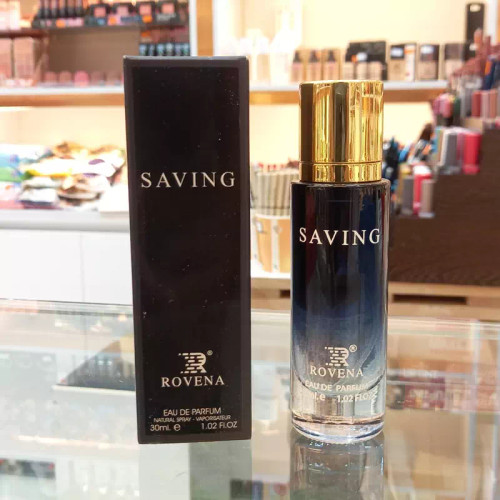 SAVING
R®
ROVENA
EAU DE PARFUM
NATURAL SPRAY - VAPORISATEUR
30ml. e 1.02 FL.OZ
SAVING
R®
ROVENA
EAU DE PARFUM
ml.e -1.02 FL.OZ